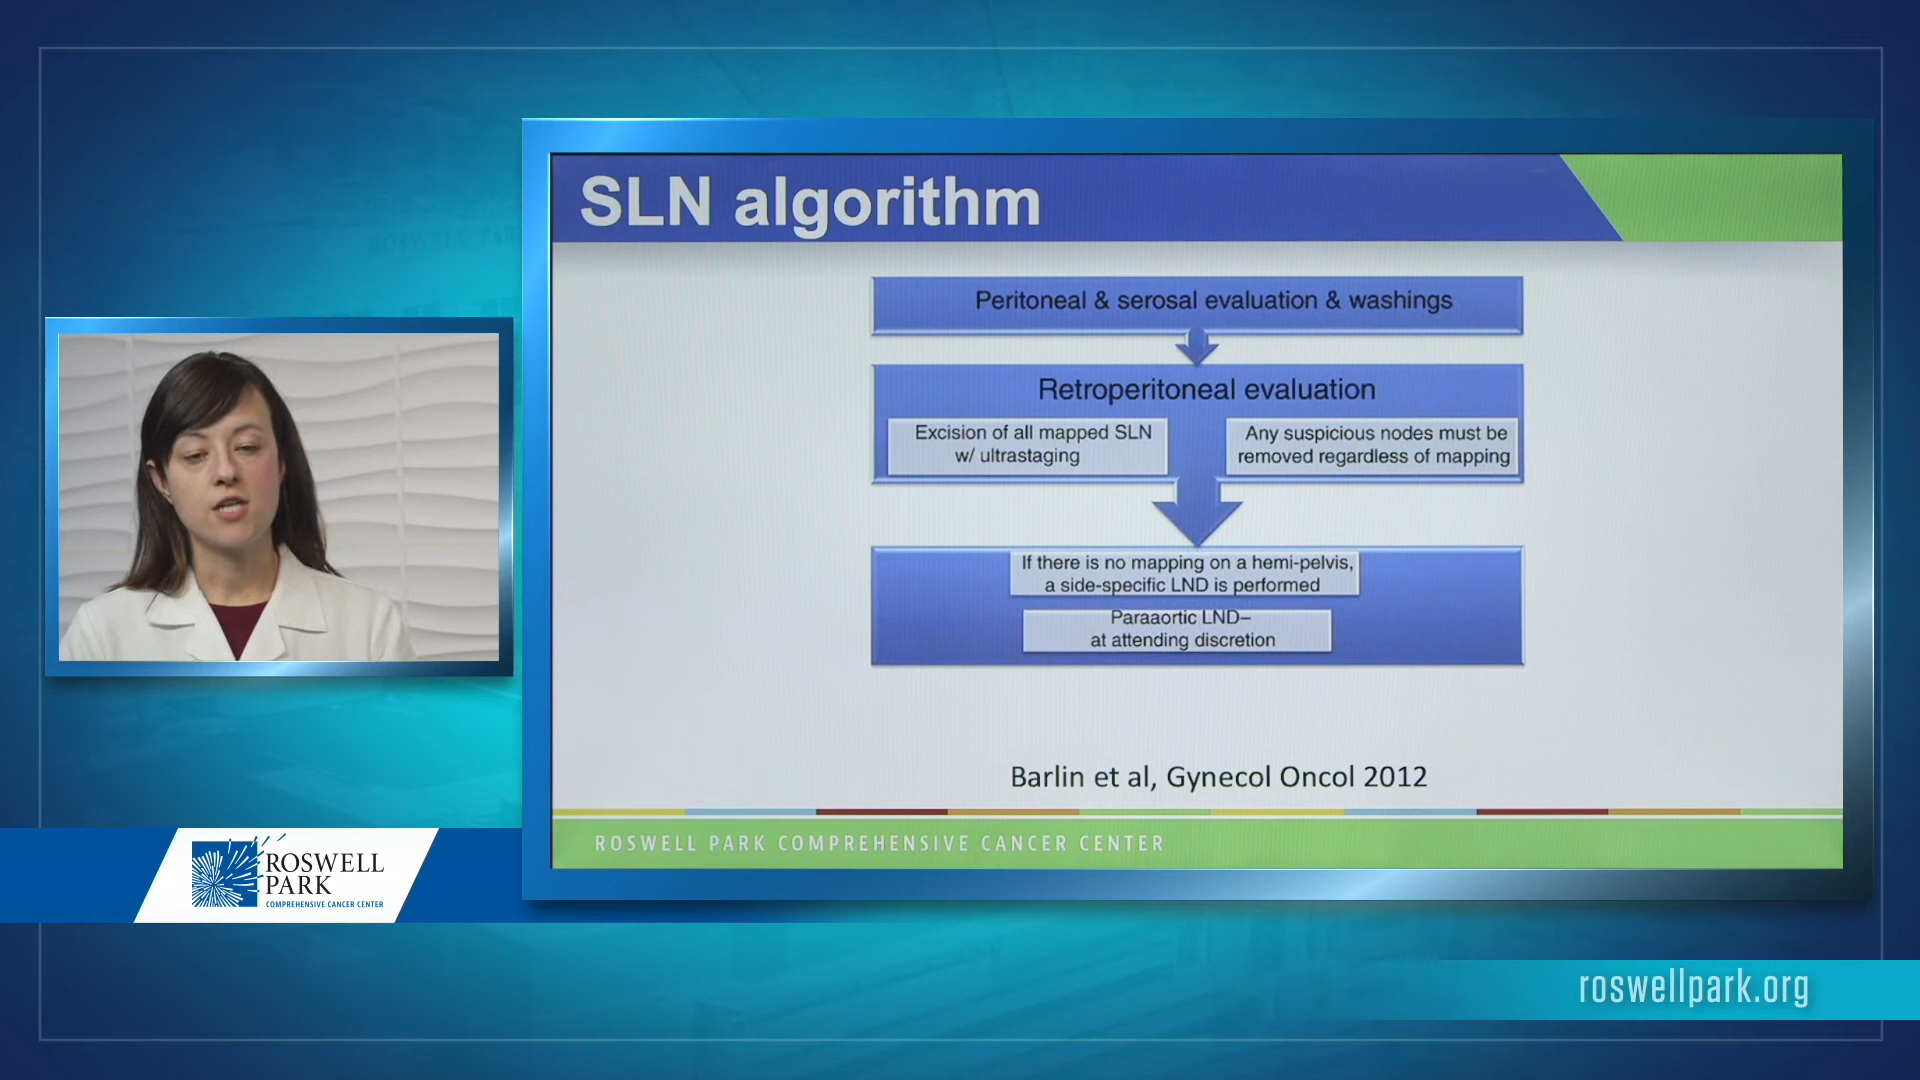 SLN algorithm
Peritoneal & serosal evaluation & washings
Retroperitoneal evaluation
Excision of all mapped SLN
w/ ultrastaging
Any suspicious nodes must be
removed regardless of mapping
If there is no mapping on a hemi-pelvis,
a side-specific LND is performed
Paraaortic LND–
at attending discretion
Barlin et al, Gynecol Oncol 2012
ROSWELL PARK COMPREHENSIVE CANCER CENTER
ROSWELL
PARK
COMPREHENSIVE CANCER CENTER
roswellpark.org